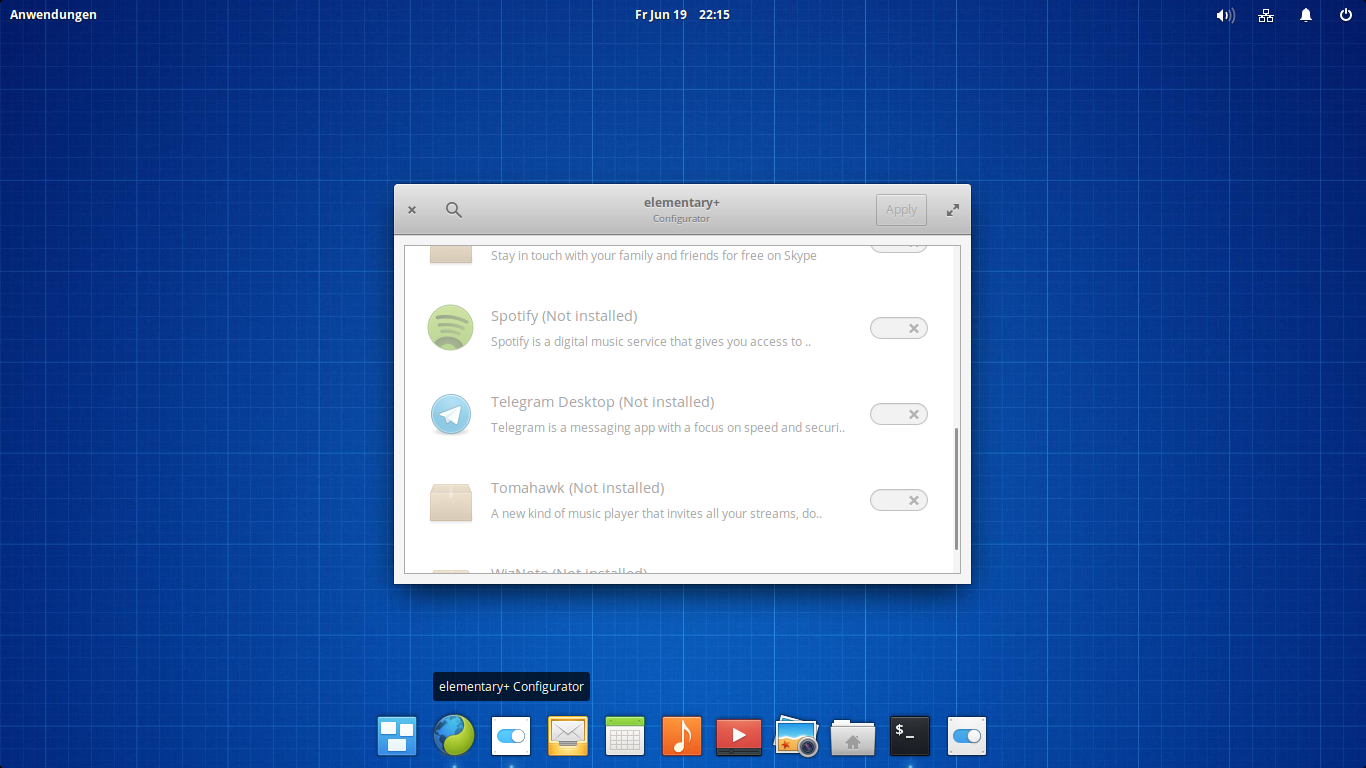 Anwendungen
Fr Jun 19 22:15
elementary+
Configurator
Apply
Stay in touch with your family and friends for free on Skype
Spotify (Not installed)
Spotify is a digital music service that gives you access to ..
Telegram Desktop (Not installed)
Telegram is a messaging app with a focus on speed and securi..
Tomahawk (Not installed)
A new kind of music player that invites all your streams, do..
WizNote (Not installed)
elementary+ Configurator
$_